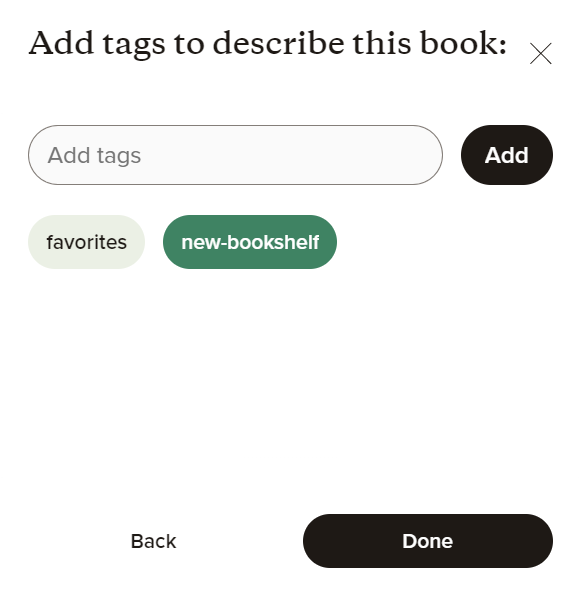 Add tags to describe this book:
Add tags
Add
favorites
new-bookshelf
Back
Done